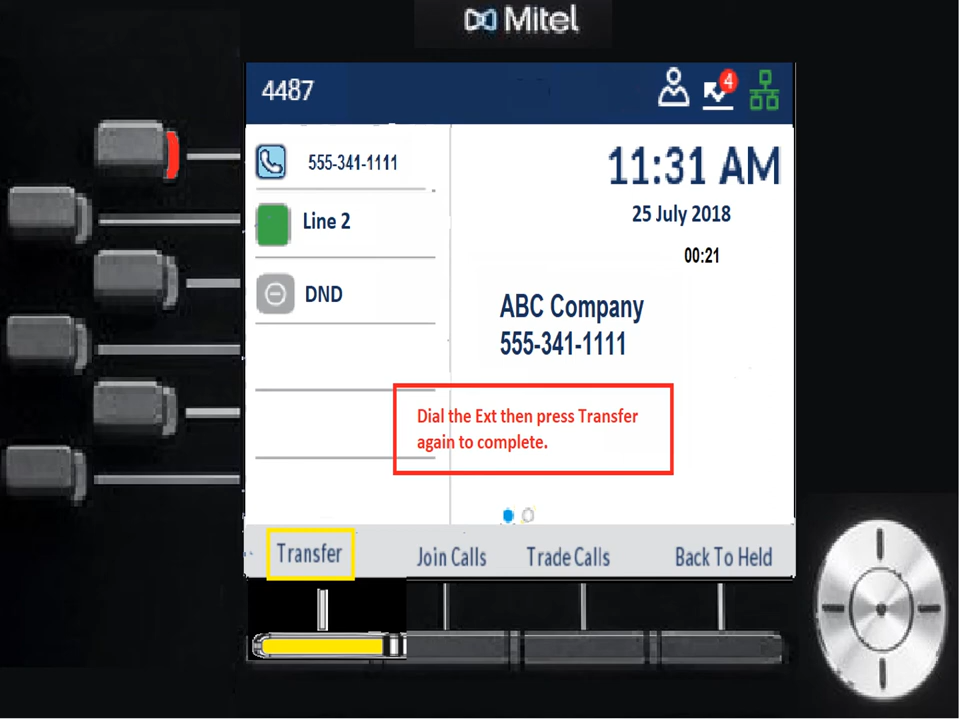 Mitel
4487
4
555-341-1111
11:31 AM
25 July 2018
Line 2
00:21
DND
ABC Company
555-341-1111
Dial the Ext then press Transfer
again to complete.
Transfer
Join Calls
Trade Calls
Back To Held